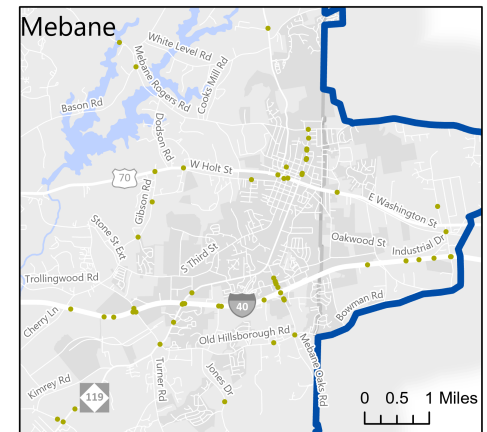 Mebane
White Level Rd
Mebane Rogers Rd
Cooks Mill Rd
Bason Rd
Dodson Rd
W Holt St
70
Gibson Rd
E Washington St
Stone St Ext
Oakwood St
Industrial Dr
S Third St
Trollingwood Rd
Cherry Ln
40
Bowman Rd
Old Hillsborough Rd
Mebane Oaks Rd
Turner Rd
Jones Dr
Kimrey Rd
119
0 0.5 1 Miles